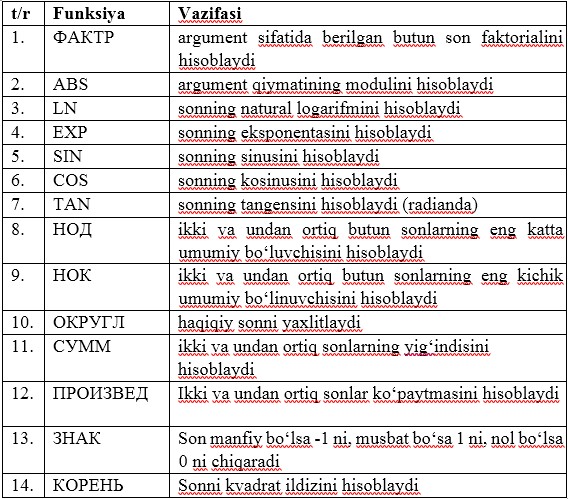 t/r Funksiya Vazifasi
1. ФАКТР argument sifatida berilgan butun son faktorialini
hisoblaydi
2. ABS argument qiymatining modulini hisoblaydi
3. LN sonning natural logarifmini hisoblaydi
4. EXP sonning eksponentasini hisoblaydi
5. SIN sonning sinusini hisoblaydi
6. COS sonning kosinusini hisoblaydi
7. TAN sonning tangensini hisoblaydi (radianda)
8. НОД ikki va undan ortiq butun sonlarning eng katta
umumiy bo‘luvchisini hisoblaydi
9. НОК ikki va undan ortiq butun sonlarning eng kichik
umumiy bo‘linuvchisini hisoblaydi
10. ОКРУГЛ haqiqiy sonni yaxlitlaydi
11. СУММ ikki va undan ortiq sonlarning yig‘indisini
hisoblaydi
12. ПРОИЗВЕД Ikki va undan ortiq sonlar ko‘paytmasini hisoblaydi
13. ЗНАК Son manfiy bo‘lsa -1 ni, musbat bo‘sa 1 ni, nol bo‘lsa
0 ni chiqaradi
14. КОРЕНЬ Sonni kvadrat ildizini hisoblaydi